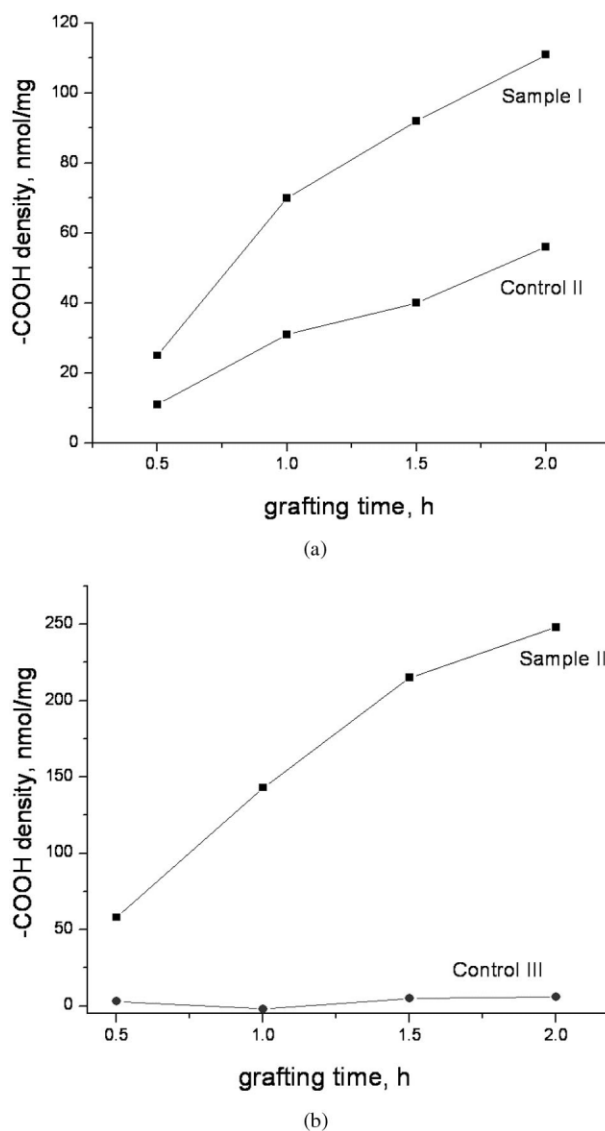 120
100
80
60
40
20
0
-COOH density, nmol/mg
Sample I
Control II
0.5 1.0 1.5 2.0
grafting time, h
(a)
250
200
150
100
50
0
-COOH density, nmol/mg
Sample II
Control III
0.5 1.0 1.5 2.0
grafting time, h
(b)